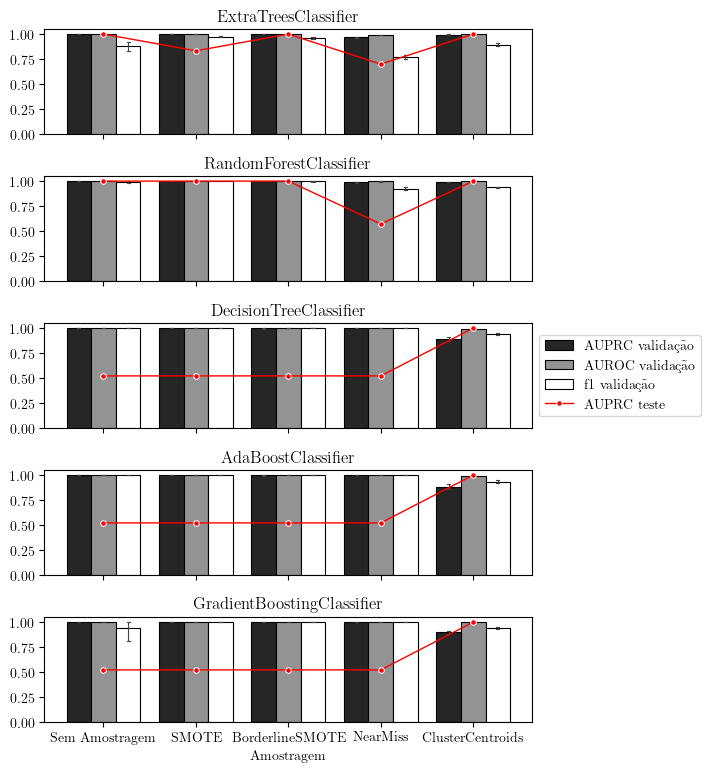 ExtraTreesClassifier
1.00
0.75
0.50
0.25
0.00
RandomForestClassifier
1.00
0.75
0.50
0.25
0.00
DecisionTreeClassifier
1.00
0.75
0.50
0.25
0.00
AUPRC validação
AUROC validação
f1 validação
AUPRC teste
AdaBoostClassifier
1.00
0.75
0.50
0.25
0.00
GradientBoostingClassifier
1.00
0.75
0.50
0.25
0.00
Sem Amostragem SMOTE BorderlineSMOTE NearMiss ClusterCentroids
Amostragem